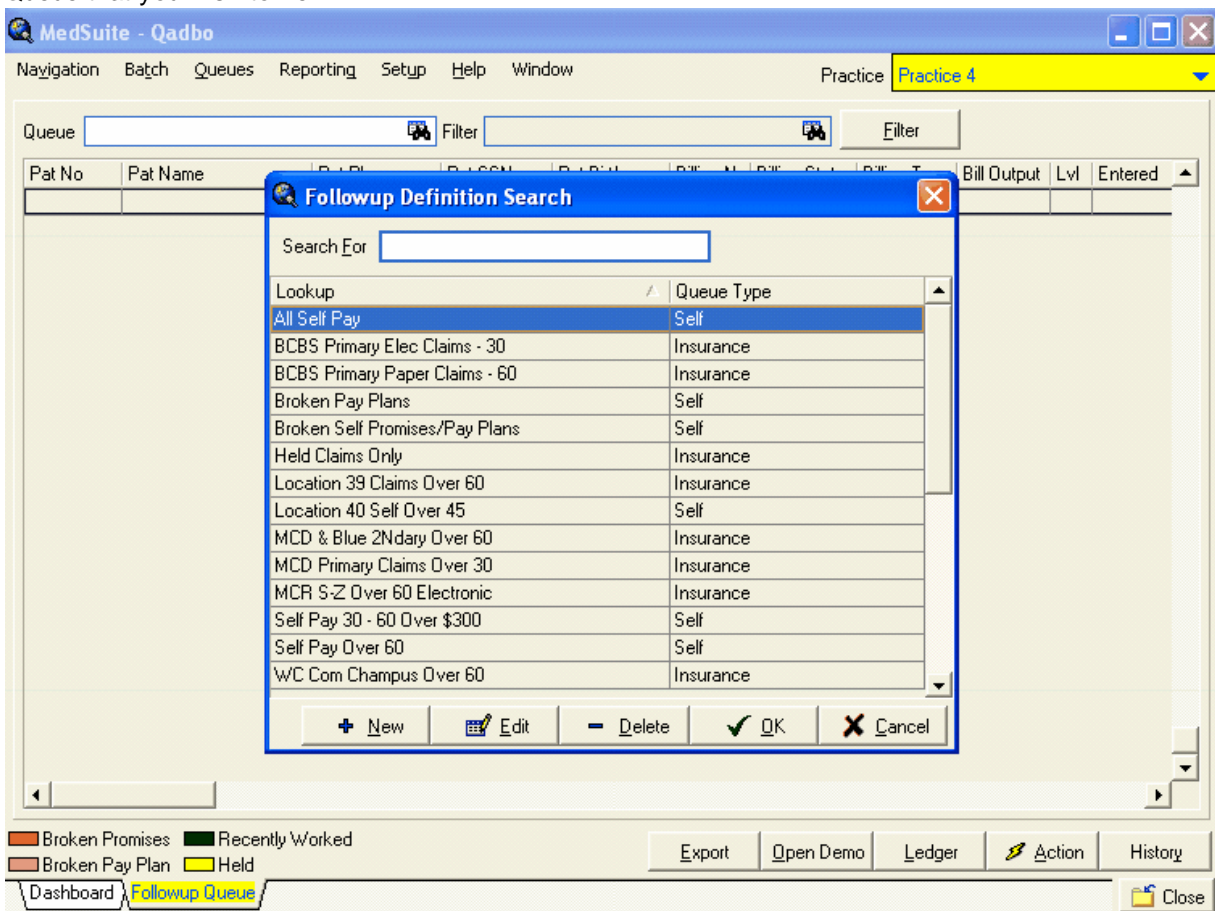 MedSuite - Qadbo
Navigation Batch Queues Reporting Setup Help Window Practice Practice 4
Queue Filter Filter
Pat No Pat Name Bill Output Lvl Entered
Followup Definition Search
Search For
Lookup Queue Type
All Self Pay Self
BCBS Primary Elec Claims - 30 Insurance
BCBS Primary Paper Claims - 60 Insurance
Broken Pay Plans Self
Broken Self Promises/Pay Plans Self
Held Claims Only Insurance
Location 39 Claims Over 60 Insurance
Location 40 Self Over 45 Self
MCD & Blue 2Ndary Over 60 Insurance
MCD Primary Claims Over 30 Insurance
MCR S-Z Over 60 Electronic Insurance
Self Pay 30 - 60 Over $300 Self
Self Pay Over 60 Self
WC Com Champus Over 60 Insurance
New Edit Delete OK Cancel
Broken Promises Recently Worked
Broken Pay Plan Held
Export Open Demo Ledger Action History
Dashboard Followup Queue Close